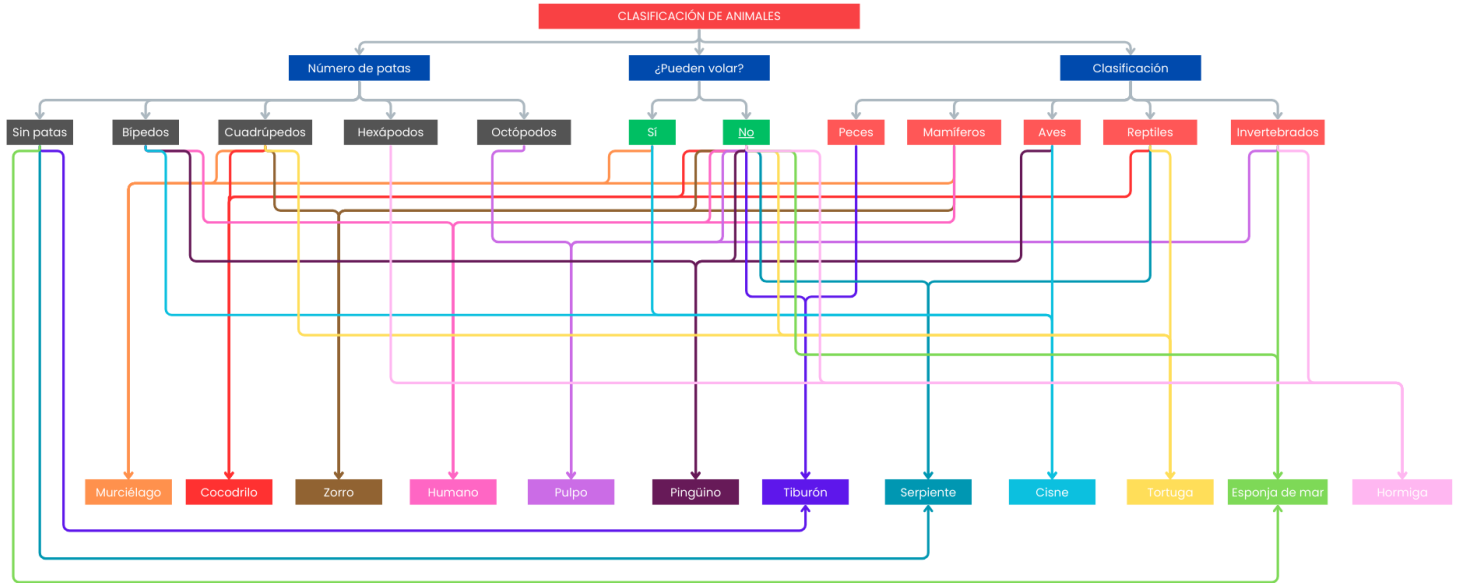 CLASIFICACIÓN DE ANIMALES
Número de patas
¿Pueden volar?
Clasificación
Sin patas
Bípedos
Cuadrúpedos
Hexápodos
Octópodos
Sí
No
Peces
Mamíferos
Aves
Reptiles
Invertebrados
Murciélago
Cocodrilo
Zorro
Humano
Pulpo
Pingüino
Tiburón
Serpiente
Cisne
Tortuga
Esponja de mar
Hormiga